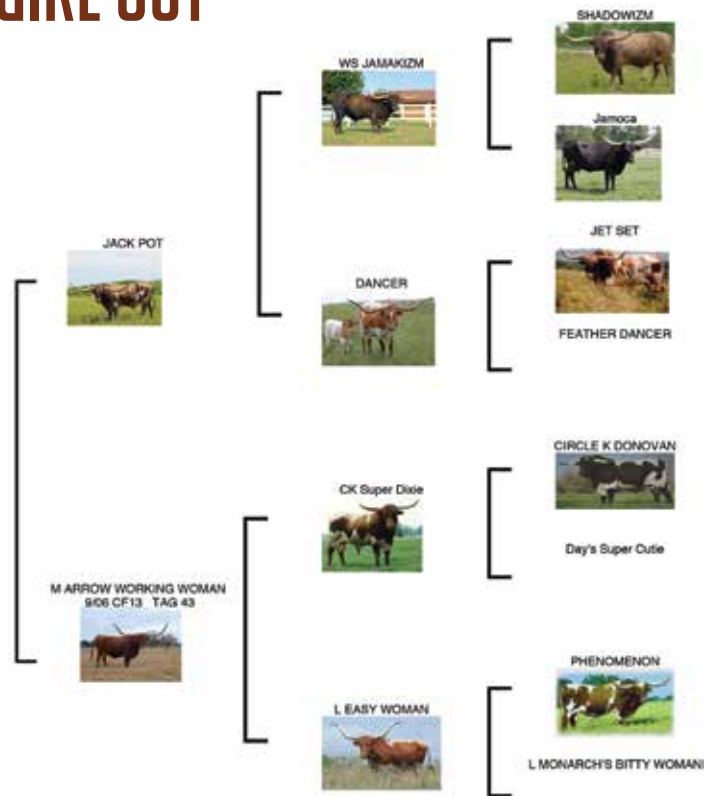 GIRL OUT
SHADOWIZM
WS JAMAKIZM
Jamoca
JACK POT
JET SET
DANCER
FEATHER DANCER
CIRCLE K DONOVAN
CK Super Dixie
Day's Super Cutie
M ARROW WORKING WOMAN
9/06 CF13 TAG 43
PHENOMENON
L EASY WOMAN
L MONARCH'S BITTY WOMAN